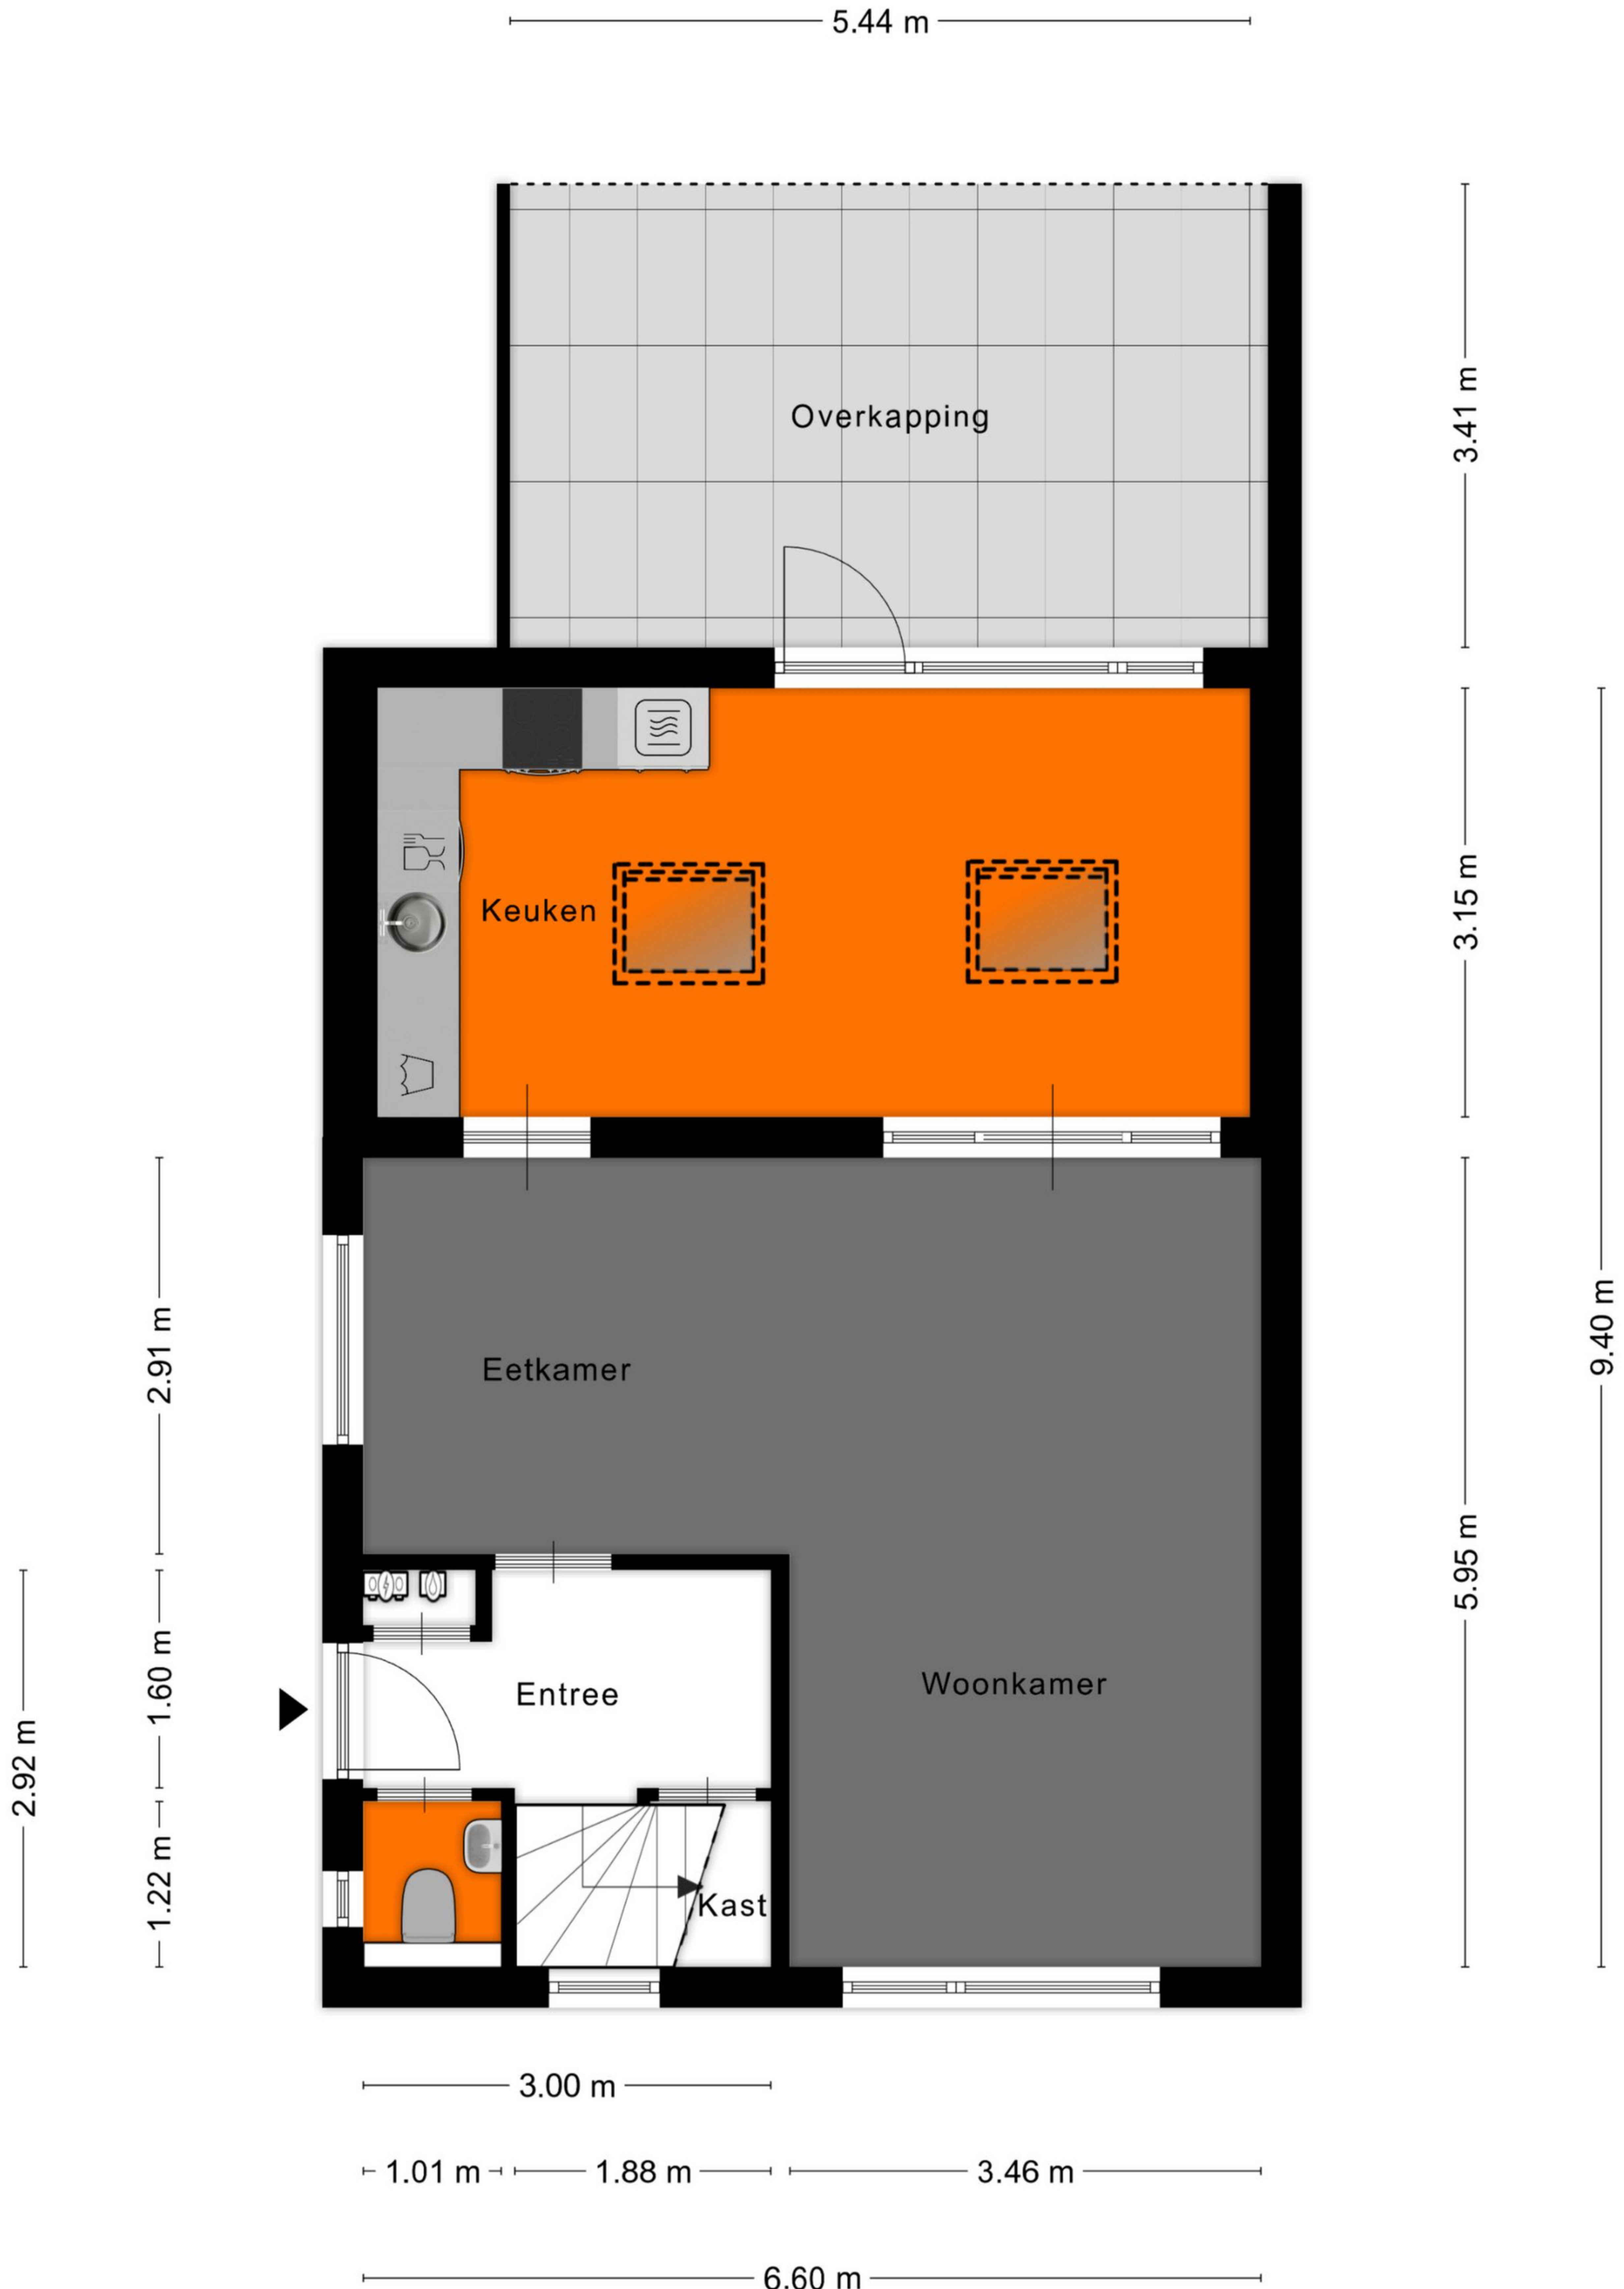 5.44 m
Overkapping
3.41 m
Keuken
3.15 m
9.40 m
2.91 m
Eetkamer
5.95 m
Entree
Woonkamer
1.60 m
2.92 m
1.22 m
Kast
3.00 m
1.01 m
1.88 m
3.46 m
6.60 m